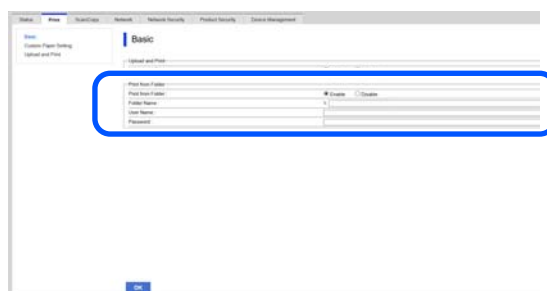 Status Print Scan/Copy Network Network Security Product Security Device Management
Basic
Custom Paper Setting
Upload and Print
Basic
Upload and Print
Print from Folder
Print from Folder : Enable Disable
Folder Name : \\
User Name :
Password :
OK